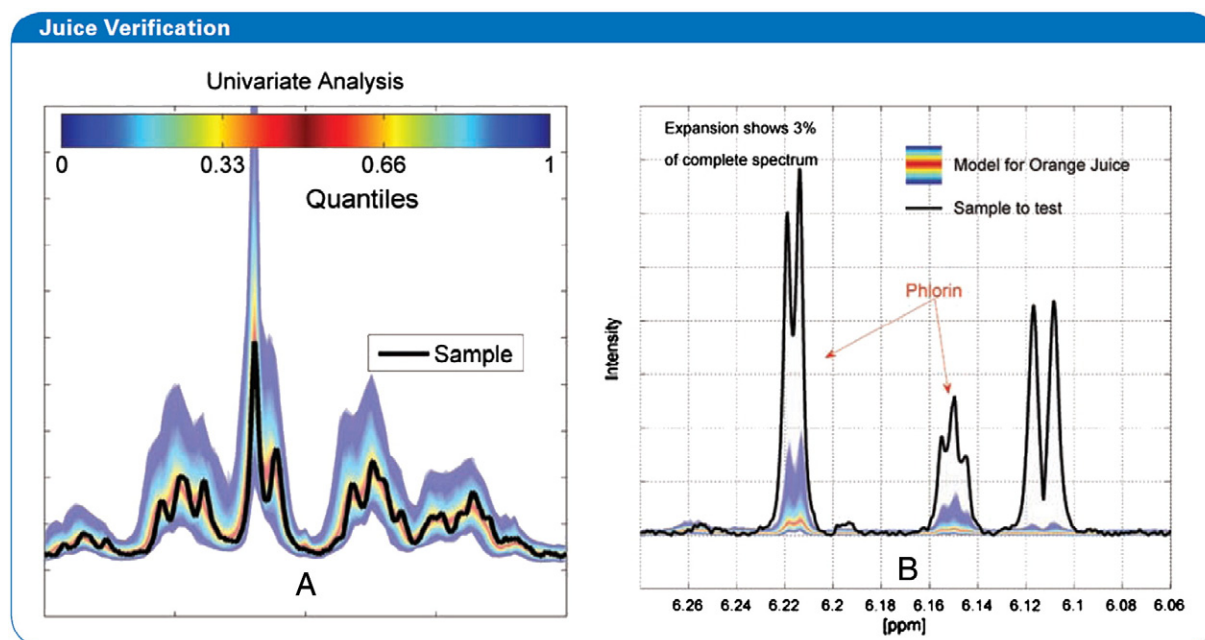 Juice Verification
Univariate Analysis
0 0.33 0.66 1
Quantiles
Sample
A
Expansion shows 3%
of complete spectrum
Model for Orange Juice
Sample to test
Phlorin
Intensity
B
6.26 6.24 6.22 6.2 6.18 6.16 6.14 6.12 6.1 6.08 6.06
[ppm]